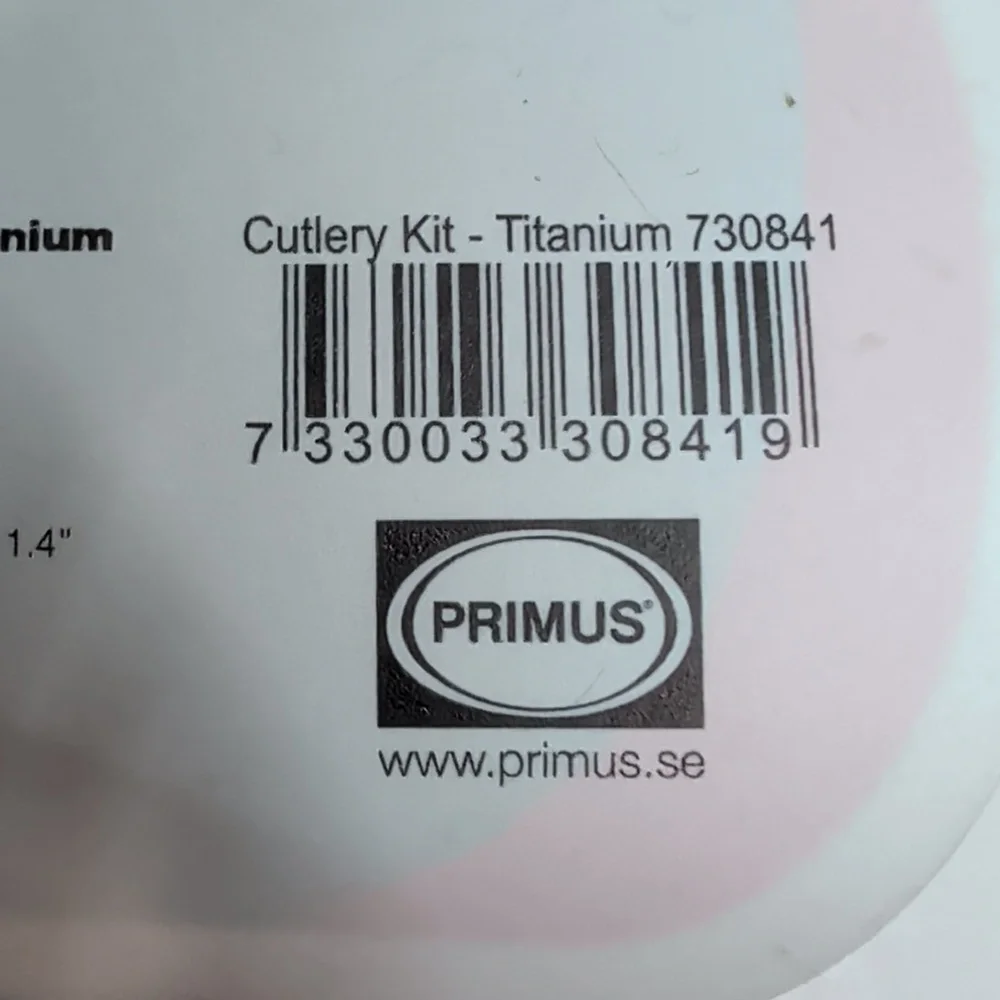 nium
Cutlery Kit - Titanium 730841
7 330033 308419
1.4"
PRIMUS®
www.primus.se